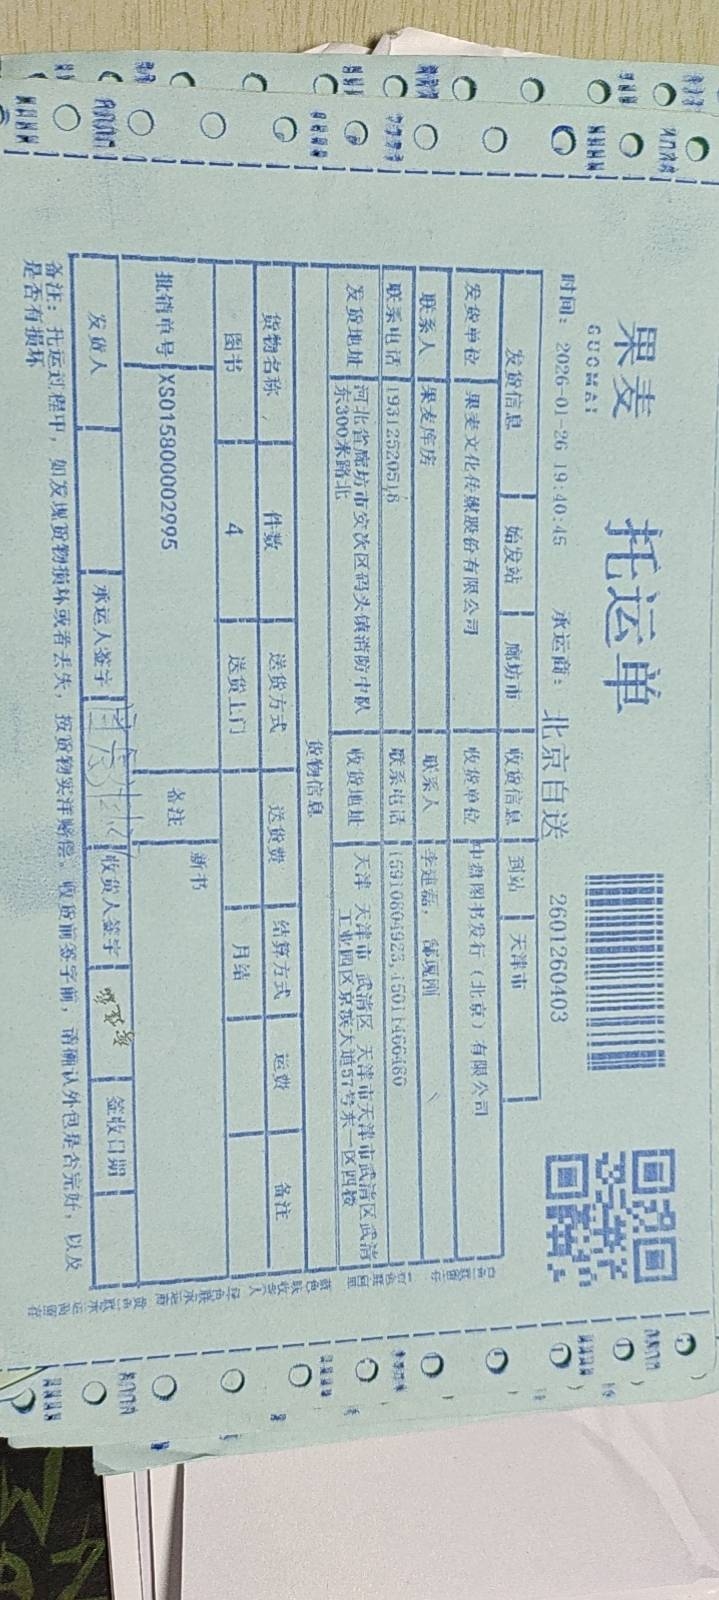 果麦
GUOMAI
托运单
时间: 2026-01-26 19:40:45 承运商: 北京自送 2601260403
发货信息 始发站 廊坊市 收货信息 到站 天津市
发货单位 果麦文化传媒股份有限公司 收货单位 中盘图书发行（北京）有限公司
联系人 果麦库房 联系人 李建磊,
联系电话 19312520518 联系电话 15910604923,15011466480
发货地址 河北省廊坊市安次区码头镇消防中队东300米路北 收货地址 天津 天津市 武清区 天津市天津市武清区武清工业园区京滨大道57号东一区四楼
货物信息
货物名称 件数 送货方式 送货费 结算方式 运费 备注
图书 4 送货上门 月结
批销单号 XS015800002995 备注 新书
发货人 承运人签字 收货人签字 签收日期
备注: 托运过程中, 如发现货物损坏或者丢失, 按货物实洋赔偿。收货前签字前, 请确认外包是否完好, 以及
是否有损坏